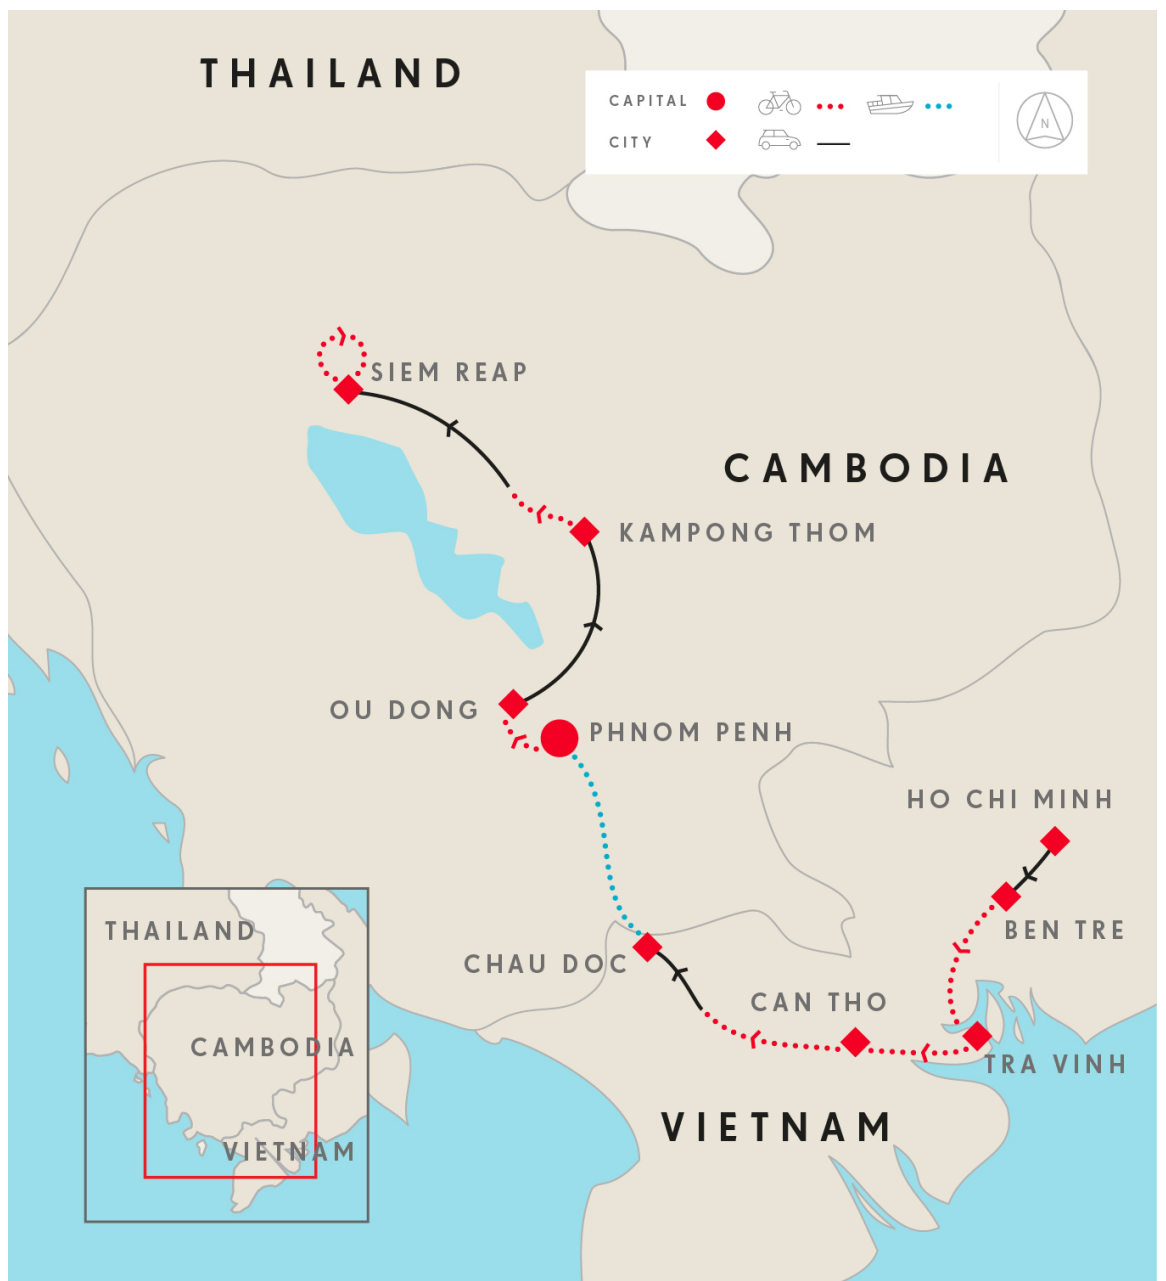 THAILAND
CAPITAL
CITY
N
SIEM REAP
CAMBODIA
KAMPONG THOM
OU DONG
PHNOM PENH
HO CHI MINH
BEN TRE
CHAU DOC
CAN THO
TRA VINH
VIETNAM
THAILAND
CAMBODIA
VIETNAM